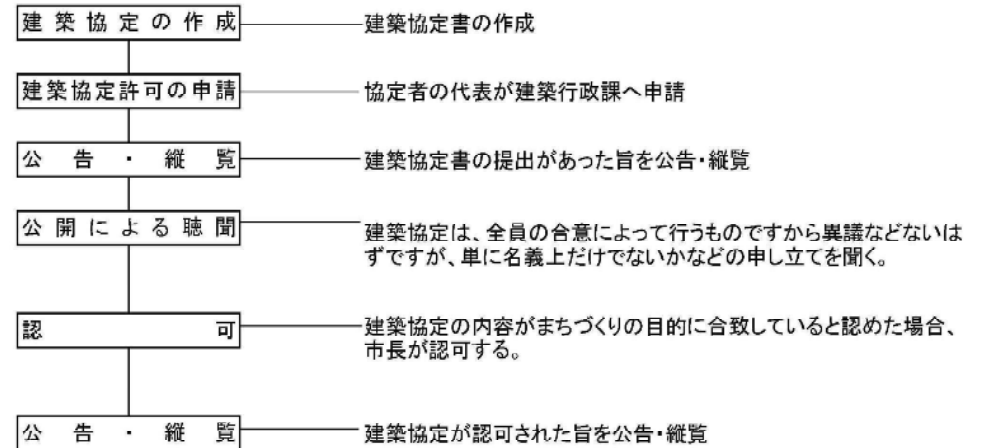 建築協定の作成
建築協定書の作成
建築協定許可の申請
協定者の代表が建築行政課へ申請
公告・縦覧
建築協定書の提出があった旨を公告・縦覧
公開による聴聞
建築協定は、全員の合意によって行うものですから異議などないは
ずですが、単に名義上だけでないかなどの申し立てを聞く。
認可
建築協定の内容がまちづくりの目的に合致していると認めた場合、
市長が認可する。
公告・縦覧
建築協定が認可された旨を公告・縦覧